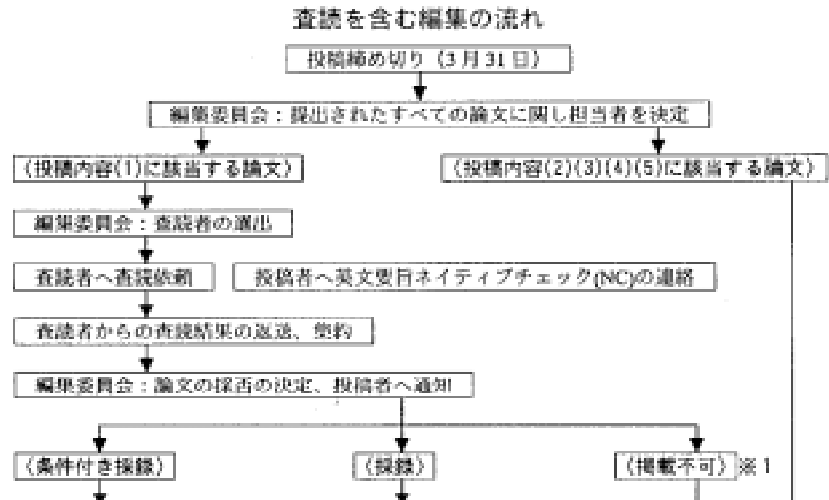 査読を含む編集の流れ
投稿締め切り（3月31日）
編集委員会：提出されたすべての論文に関し担当者を決定
（投稿内容(1)に該当する論文）
（投稿内容(2)(3)(4)(5)に該当する論文）
編集委員会：査読者の選出
査読者へ査読依頼
投稿者へ英文要旨ネイティブチェック(NC)の連絡
査読者からの査読結果の返送、集約
編集委員会：論文の採否の決定、投稿者へ通知
（条件付き採録）
（採録）
（掲載不可）※1